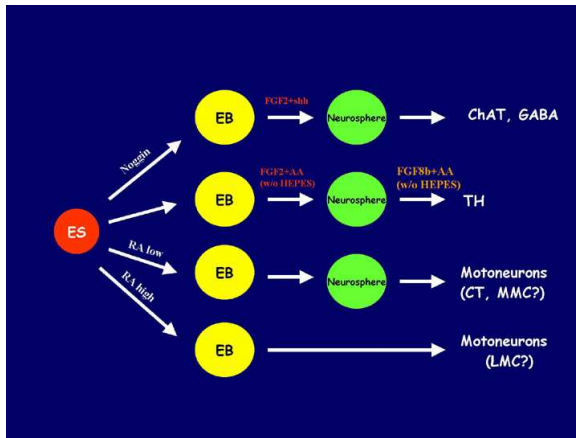 EB
FGF2+shh
Neurosphere
ChAT, GABA
Noggin
EB
FGF2+AA
(w/o HEPES)
Neurosphere
FGF8b+AA
(w/o HEPES)
TH
ES
RA low
EB
Neurosphere
Motoneurons
(CT, MMC?)
RA high
EB
Motoneurons
(LMC?)